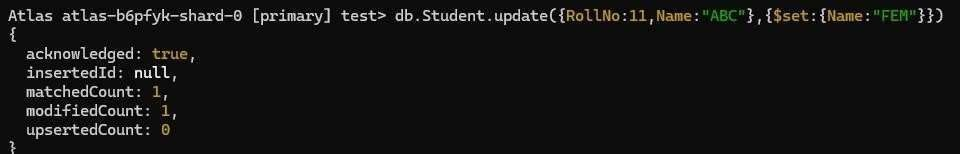 Atlas atlas-b6pfyk-shard-0 [primary] test> db.Student.update({RollNo:11,Name:"ABC"},{$set:{Name:"FEM"}})
{
  acknowledged: true,
  insertedId: null,
  matchedCount: 1,
  modifiedCount: 1,
  upsertedCount: 0
}